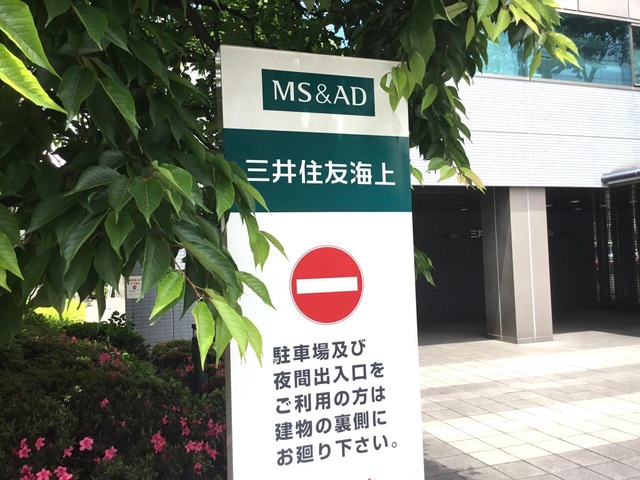 MS&AD
三井住友海上
駐車場及び
夜間出入口を
ご利用の方は
建物の裏側に
お廻り下さい。